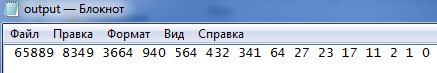 output — Блокнот
Файл Правка Формат Вид Справка
65889 8349 3664 940 564 432 341 64 27 23 17 11 2 1 0